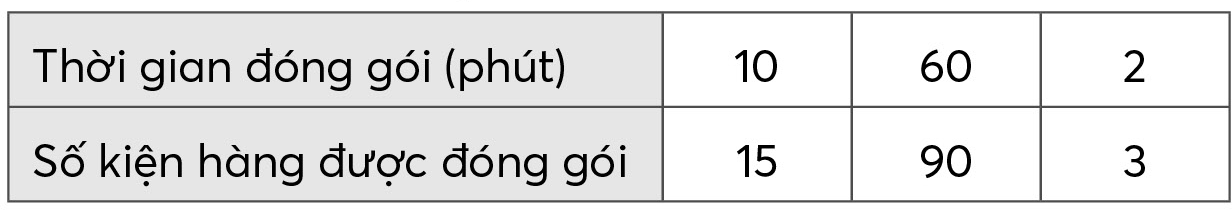 Thời gian đóng gói (phút) 10 60 2
Số kiện hàng được đóng gói 15 90 3